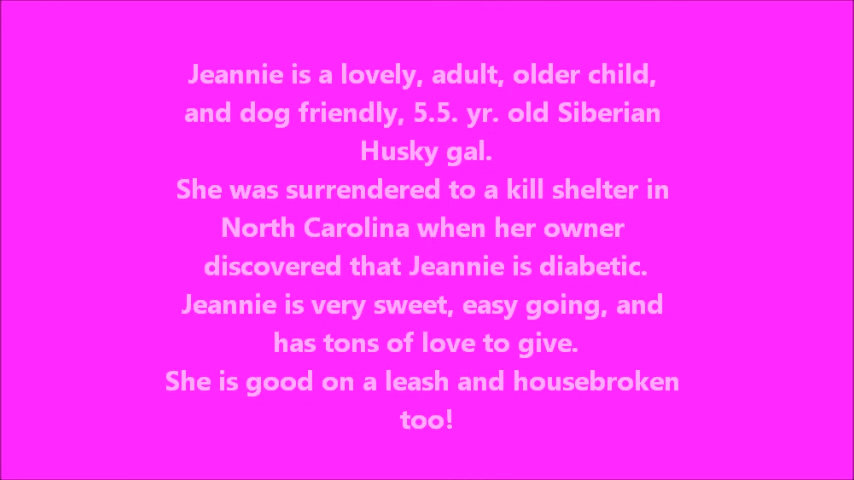 Jeannie is a lovely, adult, older child,
and dog friendly, 5.5. yr. old Siberian
Husky gal.
She was surrendered to a kill shelter in
North Carolina when her owner
discovered that Jeannie is diabetic.
Jeannie is very sweet, easy going, and
has tons of love to give.
She is good on a leash and housebroken
too!